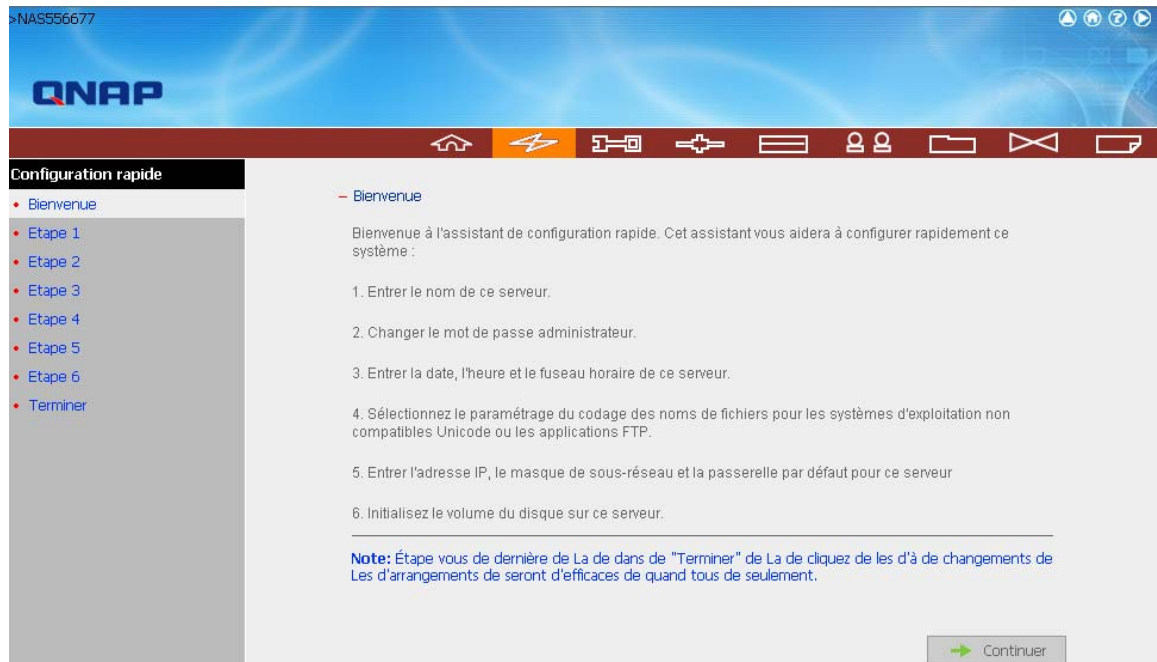 >NAS556677
QNAP
Configuration rapide
Bienvenue
Etape 1
Etape 2
Etape 3
Etape 4
Etape 5
Etape 6
Terminer
– Bienvenue
Bienvenue à l'assistant de configuration rapide. Cet assistant vous aidera à configurer rapidement ce
système :
1. Entrer le nom de ce serveur.
2. Changer le mot de passe administrateur.
3. Entrer la date, l'heure et le fuseau horaire de ce serveur.
4. Sélectionnez le paramétrage du codage des noms de fichiers pour les systèmes d'exploitation non
compatibles Unicode ou les applications FTP.
5. Entrer l'adresse IP, le masque de sous-réseau et la passerelle par défaut pour ce serveur
6. Initialisez le volume du disque sur ce serveur.
Note: Étape vous de dernière de La de dans de "Terminer" de La de cliquez de les d'à de changements de
Les d'arrangements de seront d'efficaces de quand tous de seulement.
Continuer